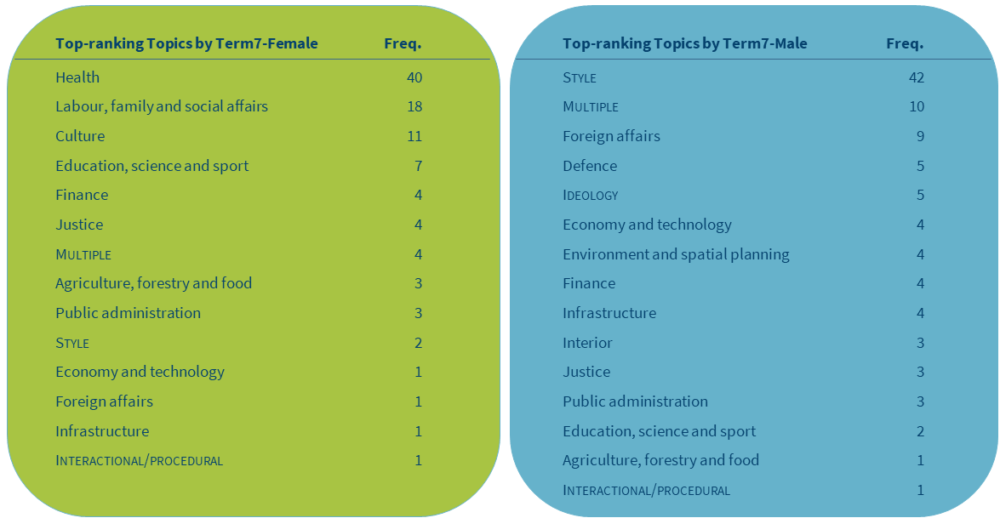 Top-ranking Topics by Term7-Female Freq.
Health 40
Labour, family and social affairs 18
Culture 11
Education, science and sport 7
Finance 4
Justice 4
MULTIPLE 4
Agriculture, forestry and food 3
Public administration 3
STYLE 2
Economy and technology 1
Foreign affairs 1
Infrastructure 1
INTERACTIONAL/PROCEDURAL 1
Top-ranking Topics by Term7-Male Freq.
STYLE 42
MULTIPLE 10
Foreign affairs 9
Defence 5
IDEOLOGY 5
Economy and technology 4
Environment and spatial planning 4
Finance 4
Infrastructure 4
Interior 3
Justice 3
Public administration 3
Education, science and sport 2
Agriculture, forestry and food 1
INTERACTIONAL/PROCEDURAL 1